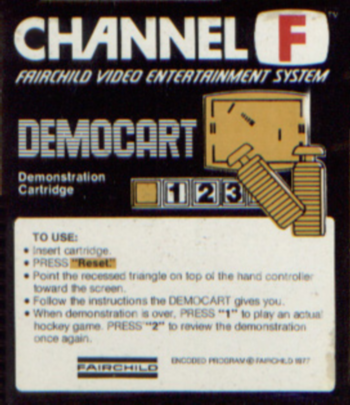 CHANNEL F TM
FAIRCHILD VIDEO ENTERTAINMENT SYSTEM
DEMOCART
Demonstration
Cartridge
1 2 3
TO USE:
• Insert cartridge.
• PRESS "Reset."
• Point the recessed triangle on top of the hand controller
toward the screen.
• Follow the instructions the DEMOCART gives you.
• When demonstration is over, PRESS "1" to play an actual
hockey game. PRESS "2" to review the demonstration
once again.
FAIRCHILD
ENCODED PROGRAM © FAIRCHILD 1977